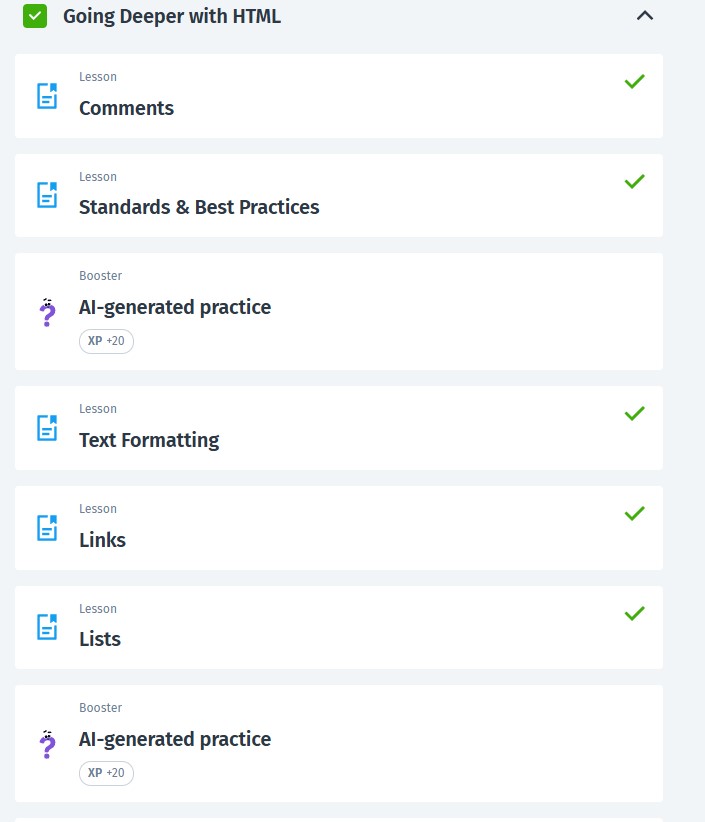 Going Deeper with HTML
Lesson
Comments
Lesson
Standards & Best Practices
Booster
AI-generated practice
XP +20
Lesson
Text Formatting
Lesson
Links
Lesson
Lists
Booster
AI-generated practice
XP +20